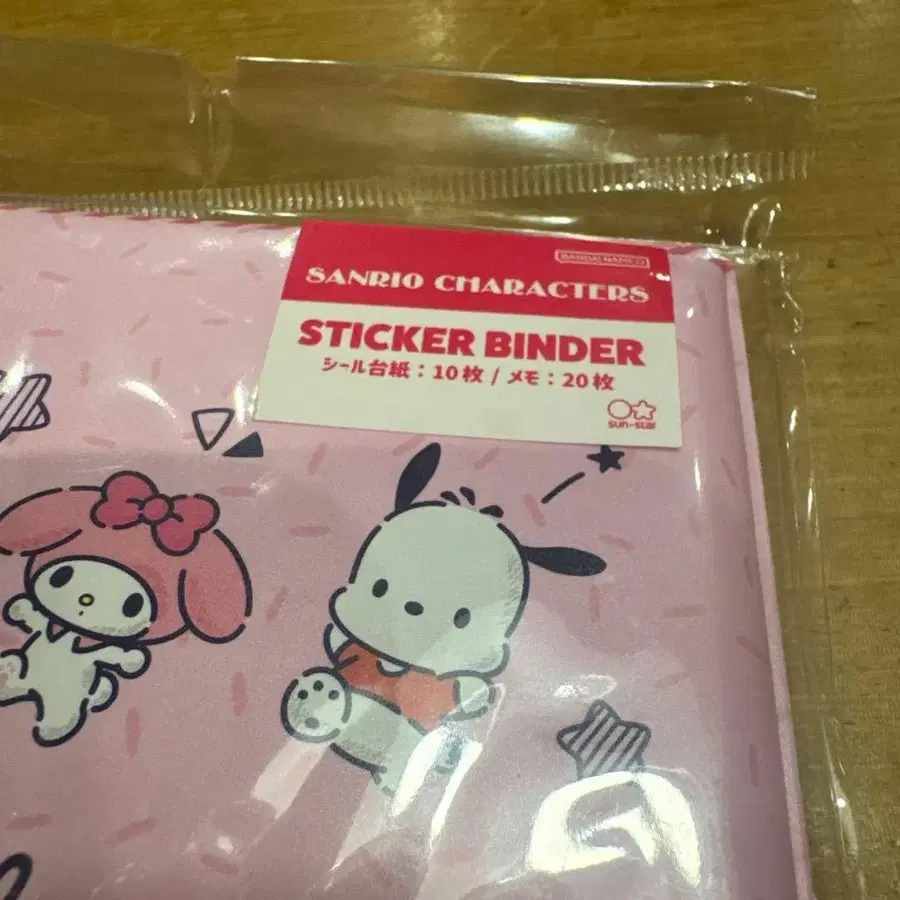 BANDAI NAMCO
SANRIO CHARACTERS
STICKER BINDER
シール台紙：10枚 / メモ：20枚
sun-star